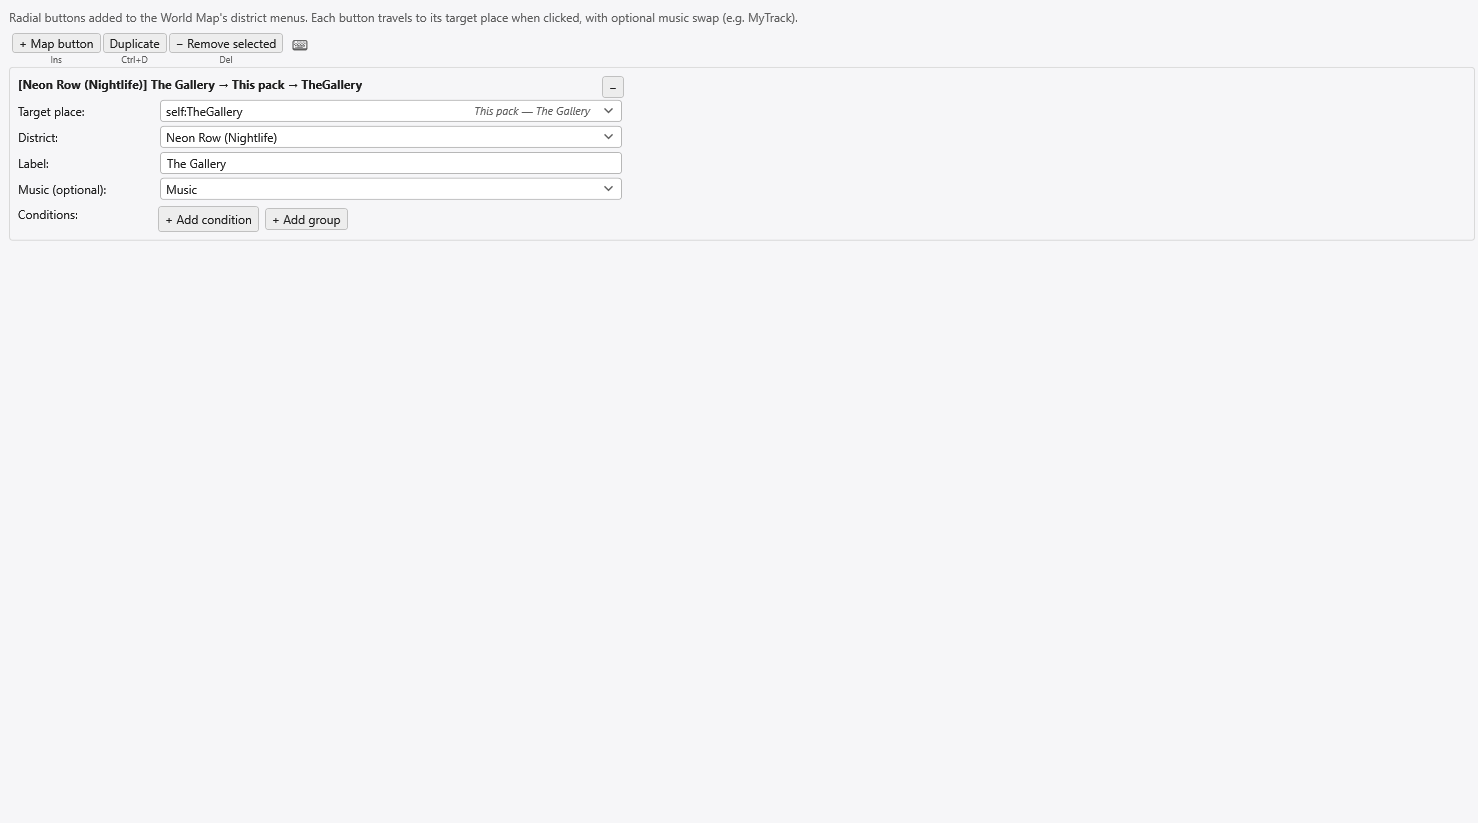 Radial buttons added to the World Map's district menus. Each button travels to its target place when clicked, with optional music swap (e.g. MyTrack).
+ Map button Duplicate − Remove selected
Ins Ctrl+D Del
[Neon Row (Nightlife)] The Gallery → This pack → TheGallery −
Target place: self:TheGallery This pack — The Gallery
District: Neon Row (Nightlife)
Label: The Gallery
Music (optional): Music
Conditions: + Add condition + Add group